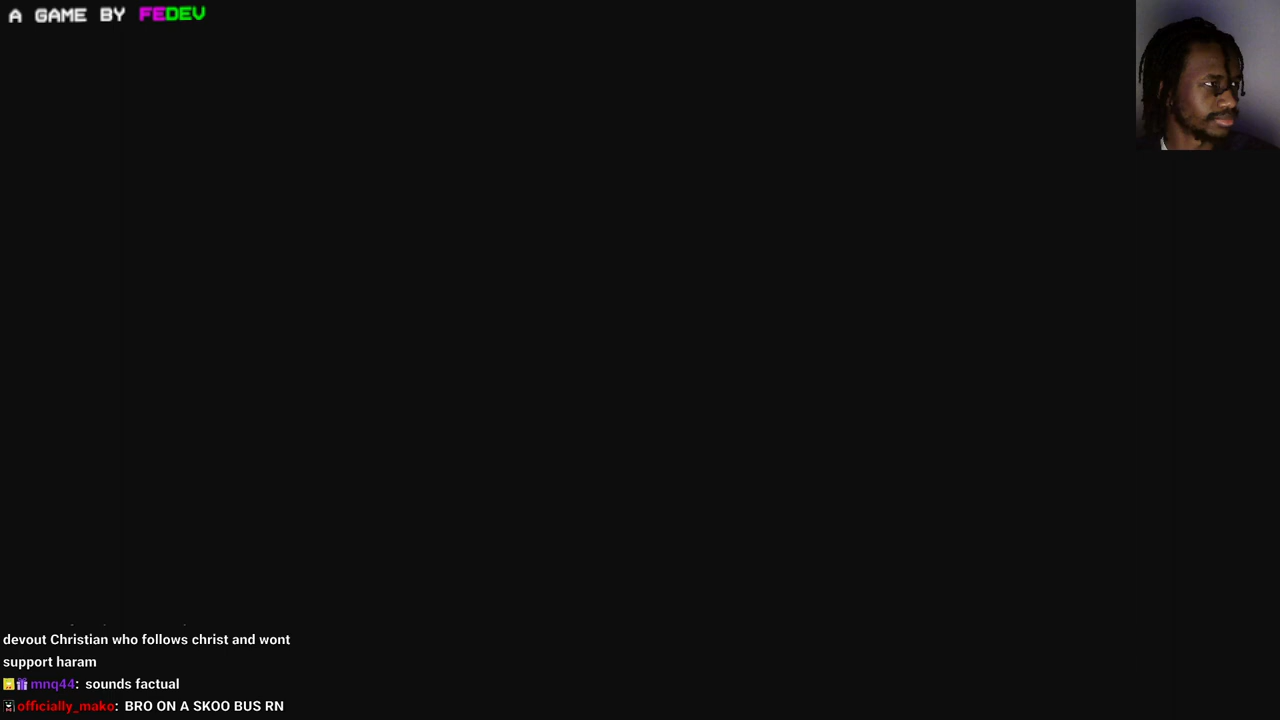 A GAME BY FEDEV
devout Christian who follows christ and wont
support haram
mnq44: sounds factual
officially_mako: BRO ON A SKOO BUS RN